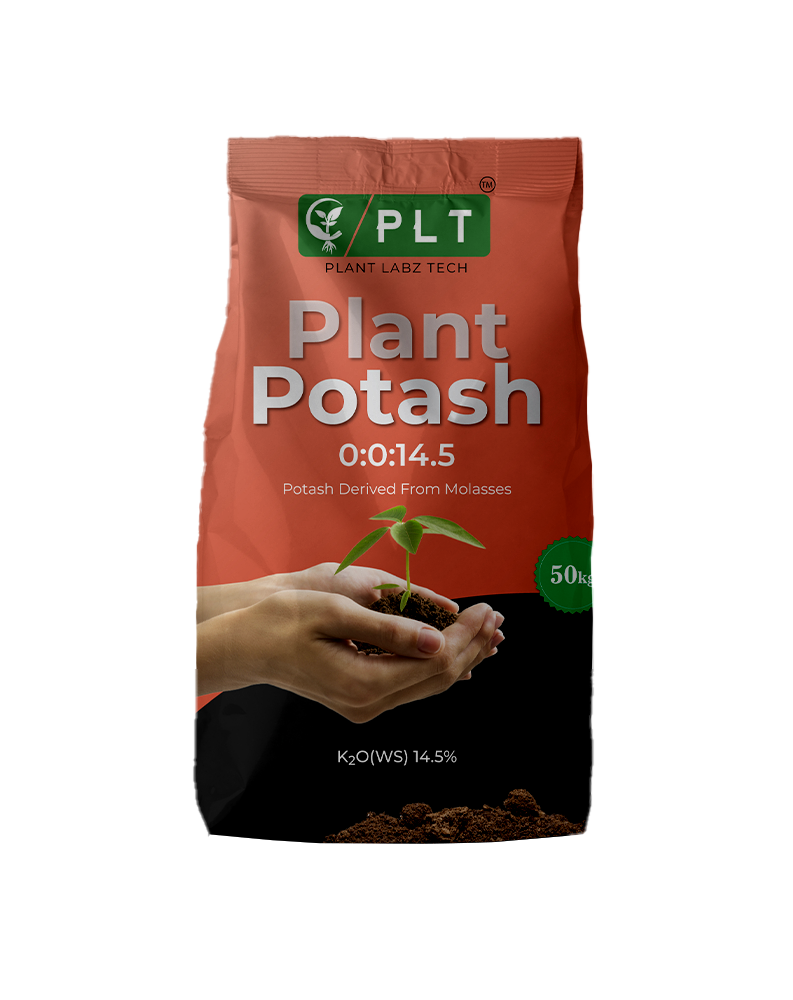 TM
PLT
PLANT LABZ TECH
Plant
Potash
0:0:14.5
Potash Derived From Molasses
50kg
K₂O(WS) 14.5%